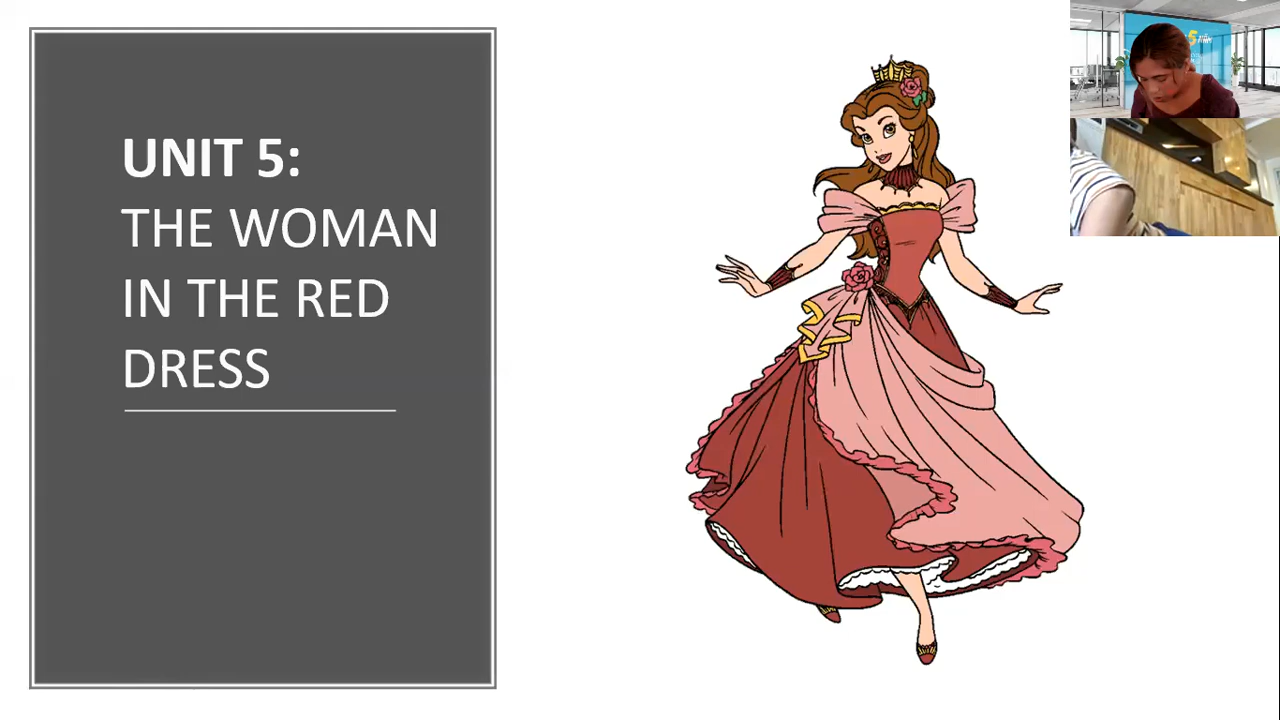 UNIT 5:
THE WOMAN
IN THE RED
DRESS